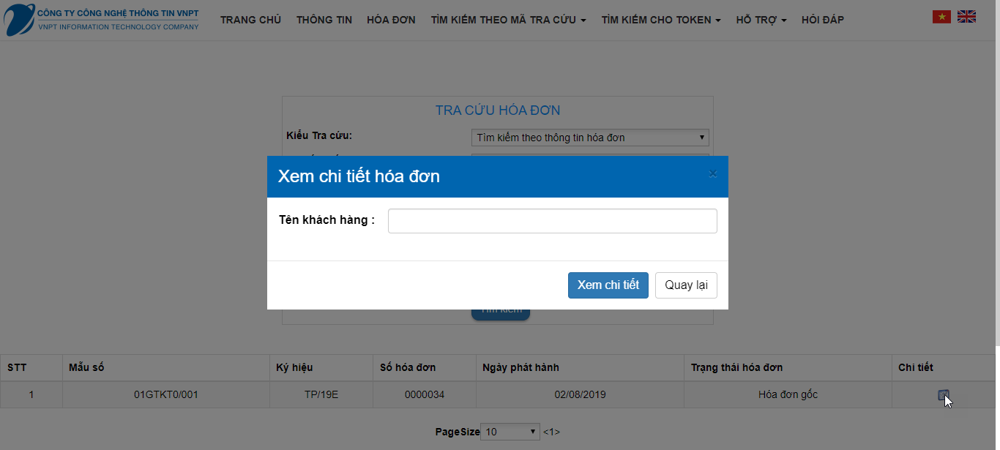 CÔNG TY CÔNG NGHỆ THÔNG TIN VNPT
VNPT INFORMATION TECHNOLOGY COMPANY
TRANG CHỦ THÔNG TIN HÓA ĐƠN TÌM KIẾM THEO MÃ TRA CỨU TÌM KIẾM CHO TOKEN HỖ TRỢ HỎI ĐÁP
TRA CỨU HÓA ĐƠN
Kiểu Tra cứu: Tìm kiếm theo thông tin hóa đơn
Xem chi tiết hóa đơn ×
Tên khách hàng :
Xem chi tiết Quay lại
Tìm kiếm
STT Mẫu số Ký hiệu Số hóa đơn Ngày phát hành Trạng thái hóa đơn Chi tiết
1 01GTKT0/001 TP/19E 0000034 02/08/2019 Hóa đơn gốc
PageSize 10 <1>